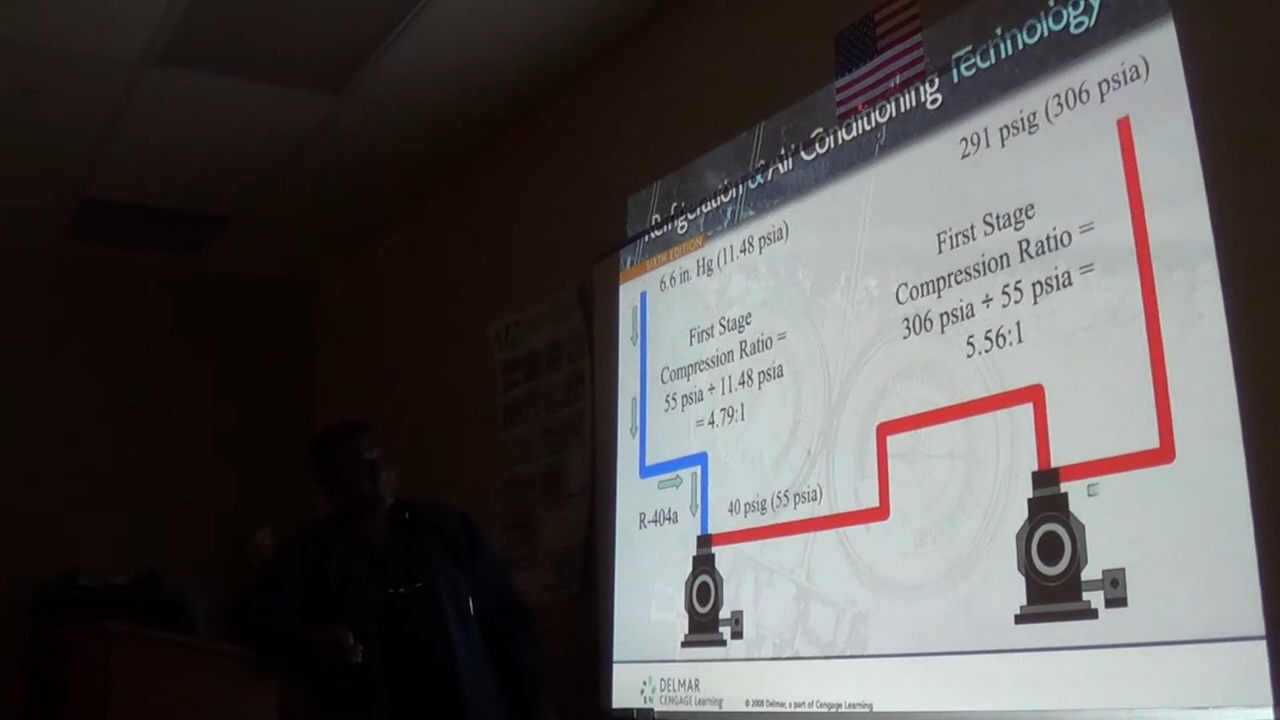 Refrigeration & Air Conditioning Technology
SIXTH EDITION
6.6 in. Hg (11.48 psia)
291 psig (306 psia)
First Stage
Compression Ratio =
55 psia ÷ 11.48 psia
= 4.79:1
First Stage
Compression Ratio =
306 psia ÷ 55 psia =
5.56:1
R-404a
40 psig (55 psia)
DELMAR
CENGAGE Learning
© 2008 Delmar, a part of Cengage Learning